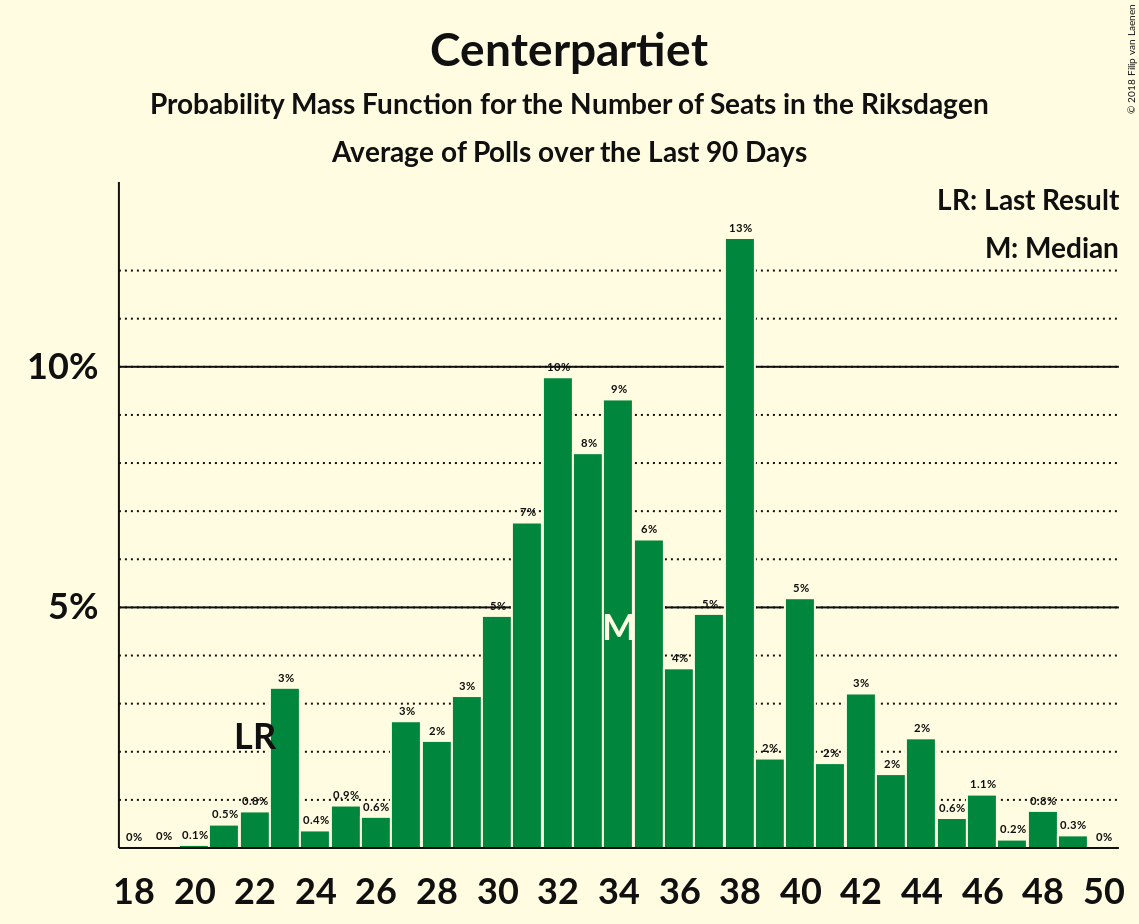 Centerpartiet
Probability Mass Function for the Number of Seats in the Riksdagen
Average of Polls over the Last 90 Days
© 2018 Filip van Laenen
LR: Last Result
M: Median
10%
5%
0% 0% 0.1% 0.5% 0.8% 3% 0.4% 0.9% 0.6% 3% 2% 3% 5% 7% 10% 8% 9% 6% 4% 5% 13% 2% 5% 2% 3% 2% 2% 0.6% 1.1% 0.2% 0.8% 0.3% 0%
LR
M
18 20 22 24 26 28 30 32 34 36 38 40 42 44 46 48 50